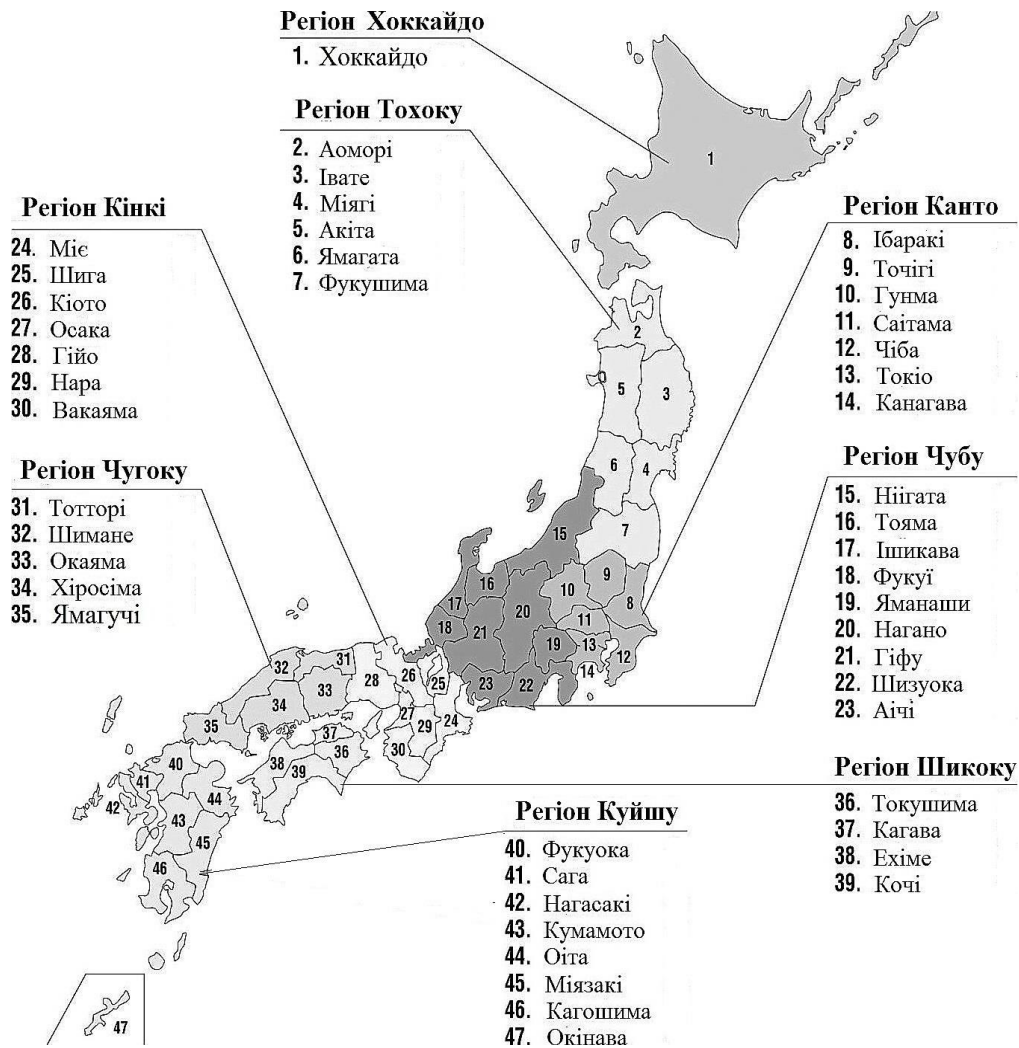 Регіон Хоккайдо
1. Хоккайдо
Регіон Тохоку
2. Аоморі
3. Івате
4. Міягі
5. Акіта
6. Ямагата
7. Фукушима
Регіон Кінкі
24. Міє
25. Шига
26. Кіото
27. Осака
28. Гійо
29. Нара
30. Вакаяма
Регіон Чугоку
31. Тотторі
32. Шимане
33. Окаяма
34. Хіросіма
35. Ямагучі
Регіон Канто
8. Ібаракі
9. Точігі
10. Гунма
11. Саітама
12. Чіба
13. Токіо
14. Канагава
Регіон Чубу
15. Ніігата
16. Тояма
17. Ішикава
18. Фукуї
19. Яманаши
20. Нагано
21. Гіфу
22. Шизуока
23. Аічі
Регіон Шикоку
36. Токушима
37. Кагава
38. Ехіме
39. Кочі
Регіон Куйшу
40. Фукуока
41. Сага
42. Нагасакі
43. Кумамото
44. Оіта
45. Міязакі
46. Кагошима
47. Окінава
1
2
5
3
6
4
15
7
16
10
9
17
20
8
18
21
11
19
13
12
14
23
22
32
31
28
26
25
33
34
27
24
35
37
29
36
30
38
39
40
41
42
44
43
45
46
47